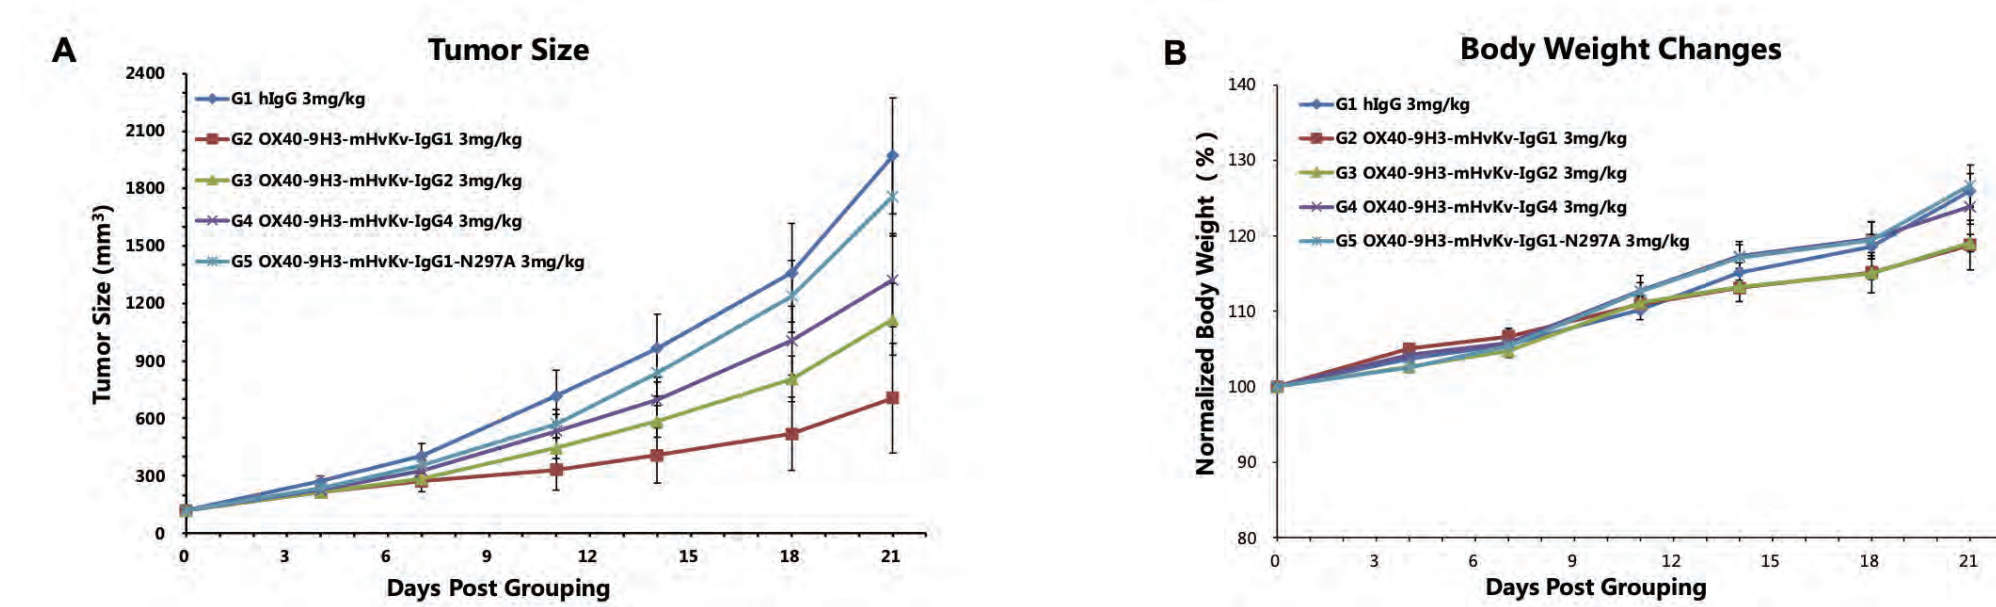 A
Tumor Size
2400
2100
1800
1500
1200
900
600
300
0
Tumor Size (mm³)
G1 hIgG 3mg/kg
G2 OX40-9H3-mHvKv-IgG1 3mg/kg
G3 OX40-9H3-mHvKv-IgG2 3mg/kg
G4 OX40-9H3-mHvKv-IgG4 3mg/kg
G5 OX40-9H3-mHvKv-IgG1-N297A 3mg/kg
0 3 6 9 12 15 18 21
Days Post Grouping
B
Body Weight Changes
140
130
120
110
100
90
80
Normalized Body Weight (%)
G1 hIgG 3mg/kg
G2 OX40-9H3-mHvKv-IgG1 3mg/kg
G3 OX40-9H3-mHvKv-IgG2 3mg/kg
G4 OX40-9H3-mHvKv-IgG4 3mg/kg
G5 OX40-9H3-mHvKv-IgG1-N297A 3mg/kg
0 3 6 9 12 15 18 21
Days Post Grouping